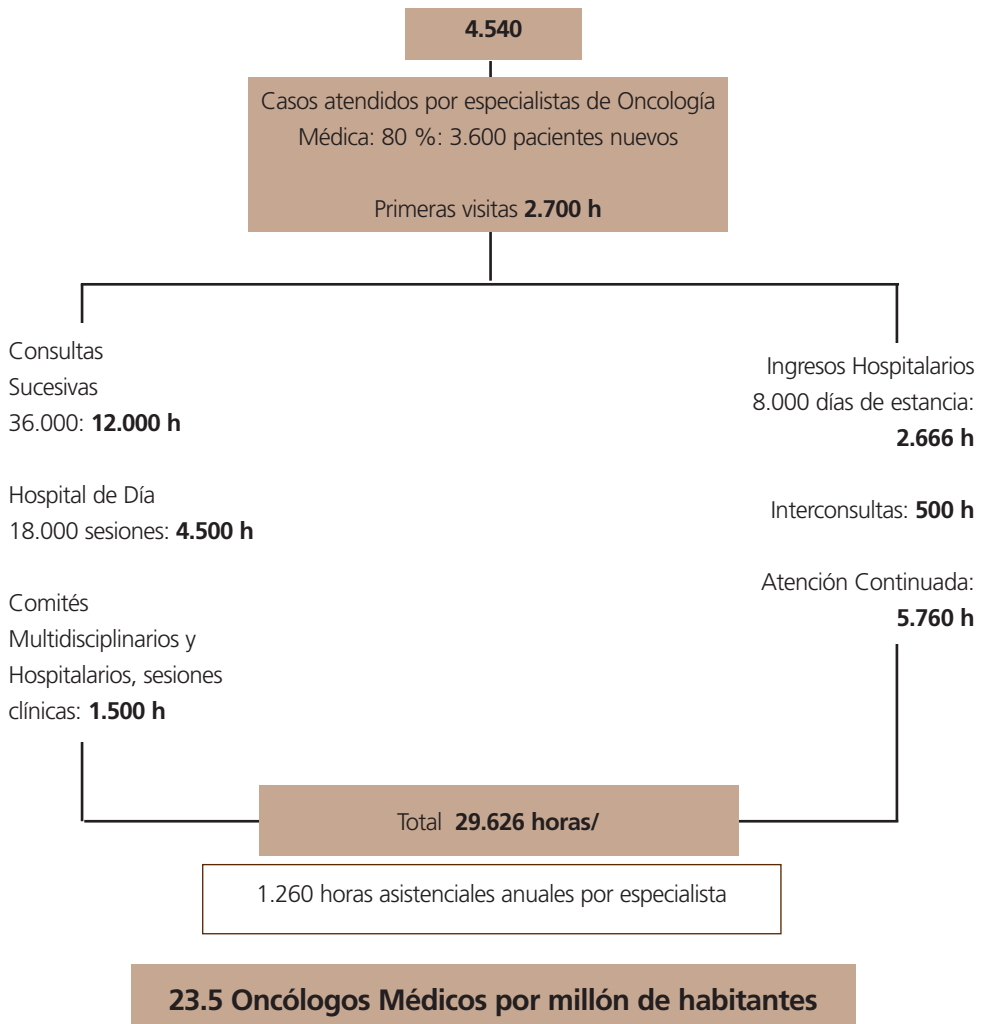 4.540
Casos atendidos por especialistas de Oncología
Médica: 80 %: 3.600 pacientes nuevos
Primeras visitas 2.700 h
Consultas
Sucesivas
36.000: 12.000 h
Hospital de Día
18.000 sesiones: 4.500 h
Comités
Multidisciplinarios y
Hospitalarios, sesiones
clínicas: 1.500 h
Ingresos Hospitalarios
8.000 días de estancia:
2.666 h
Interconsultas: 500 h
Atención Continuada:
5.760 h
Total 29.626 horas/
1.260 horas asistenciales anuales por especialista
23.5 Oncólogos Médicos por millón de habitantes